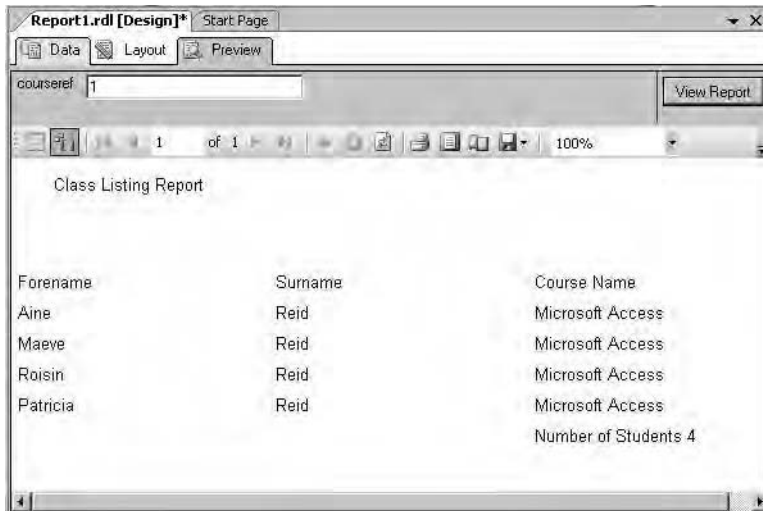 Report1.rdl [Design]* Start Page
Data Layout Preview
courseref 1 View Report
1 of 1 100%
Class Listing Report
Forename Surname Course Name
Aine Reid Microsoft Access
Maeve Reid Microsoft Access
Roisin Reid Microsoft Access
Patricia Reid Microsoft Access
Number of Students 4